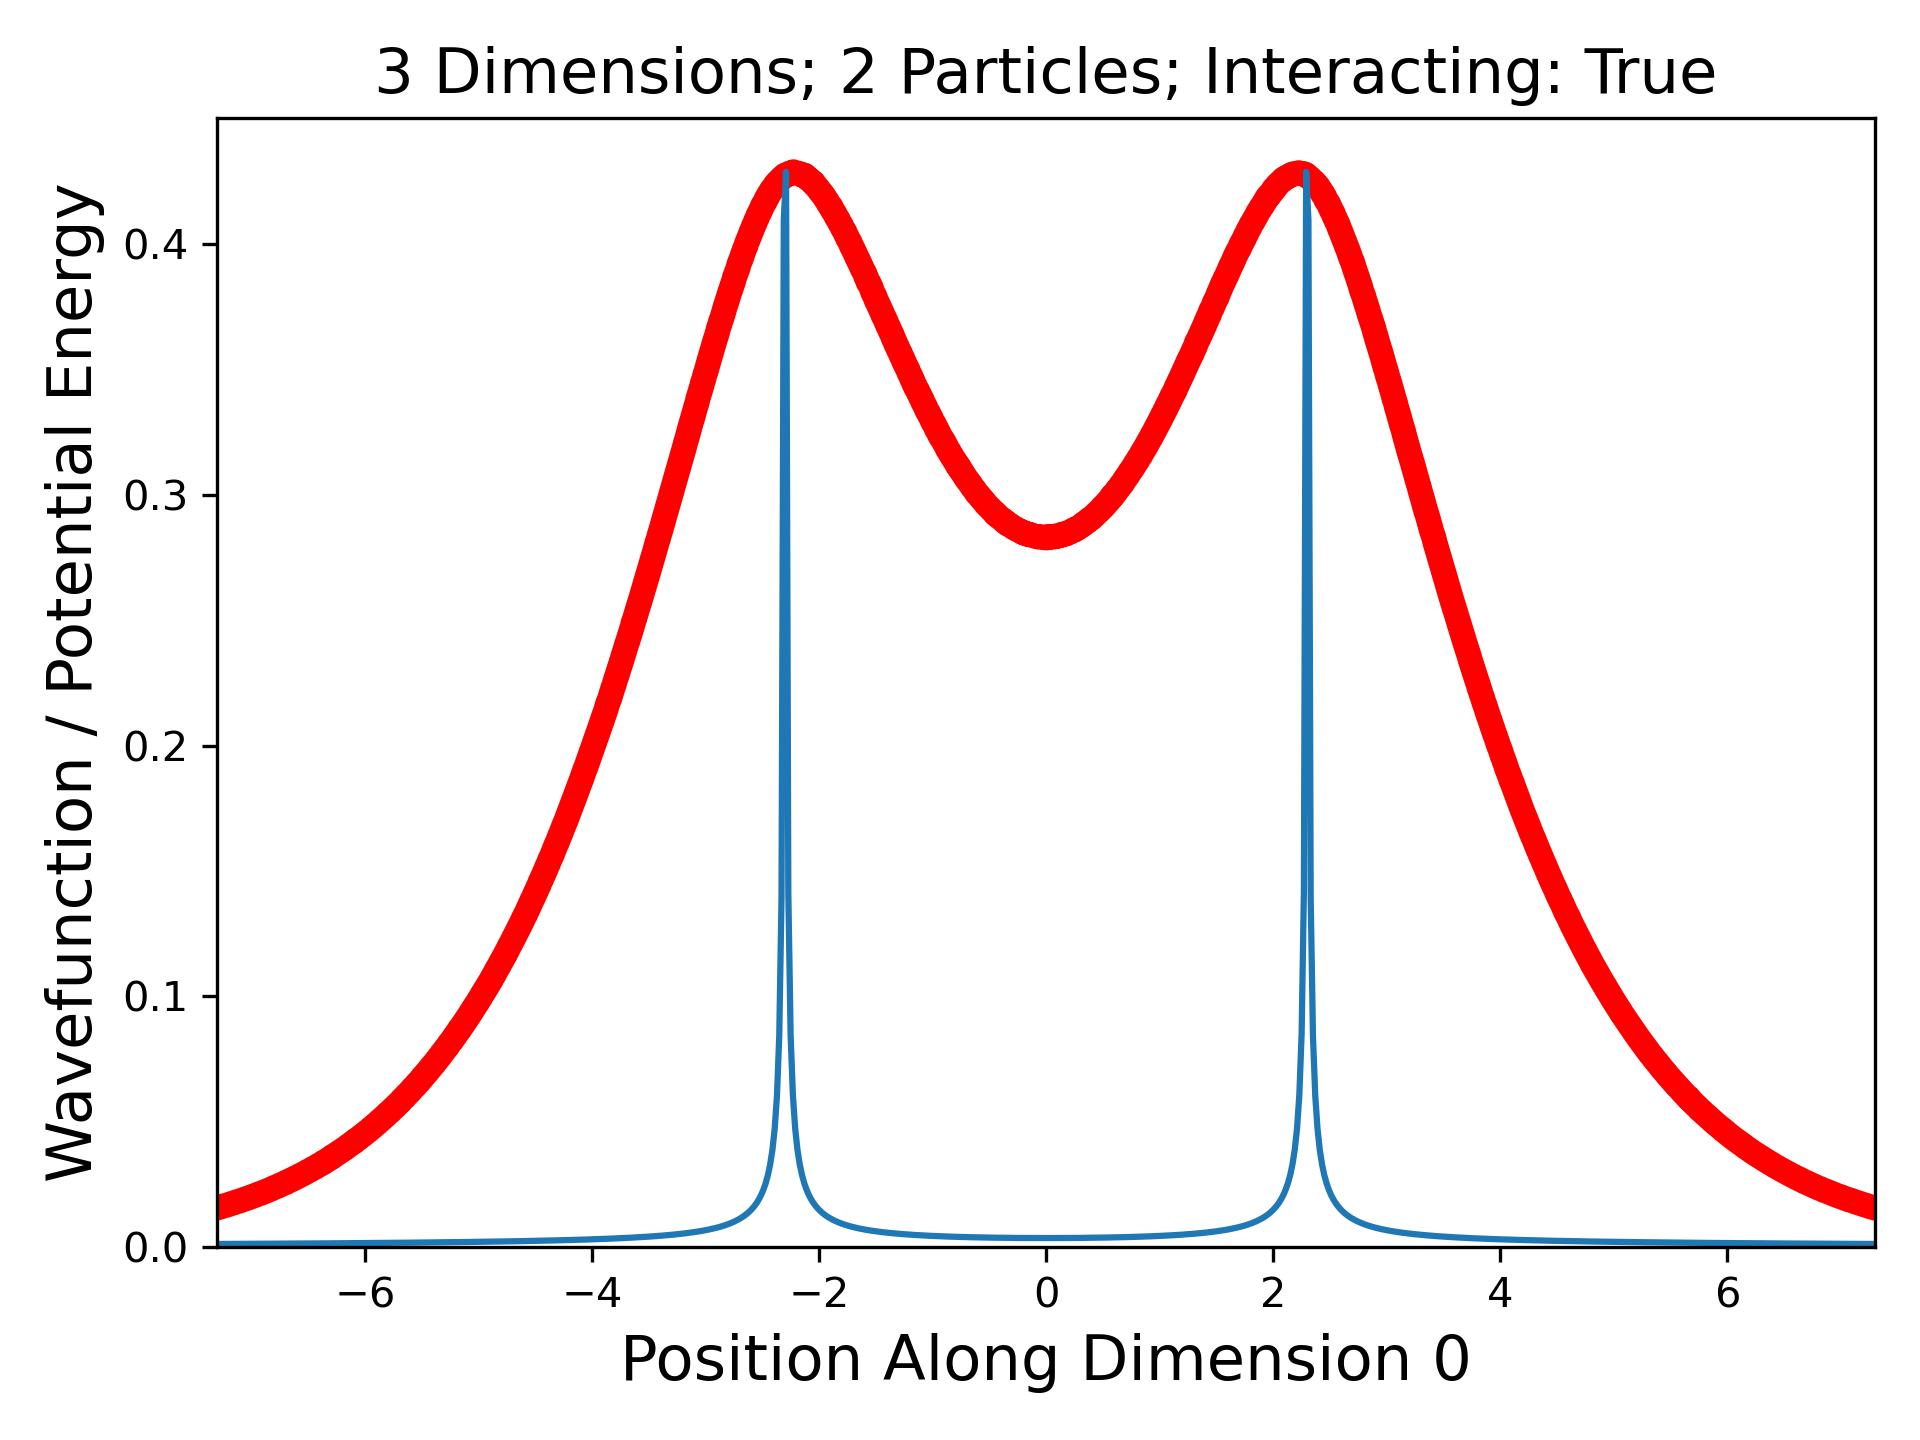 3 Dimensions; 2 Particles; Interacting: True
Wavefunction / Potential Energy
0.4
0.3
0.2
0.1
0.0
−6 −4 −2 0 2 4 6
Position Along Dimension 0